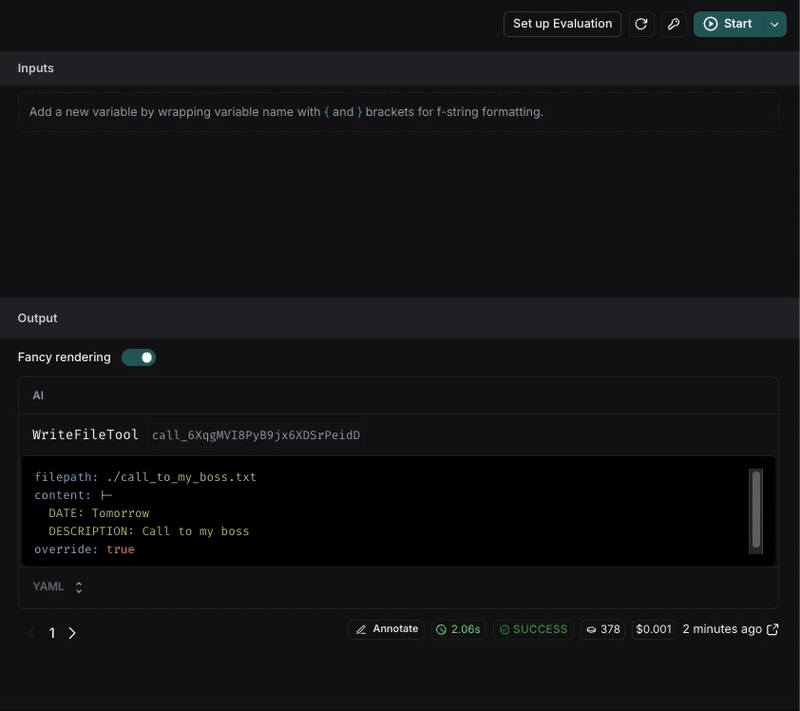 Set up Evaluation
Start
Inputs
Add a new variable by wrapping variable name with { and } brackets for f-string formatting.
Output
Fancy rendering
AI
WriteFileTool call_6XqgMVI8PyB9jx6XDSrPeidD
filepath: ./call_to_my_boss.txt
content: |-
DATE: Tomorrow
DESCRIPTION: Call to my boss
override: true
YAML
1
Annotate 2.06s SUCCESS 378 $0.001 2 minutes ago